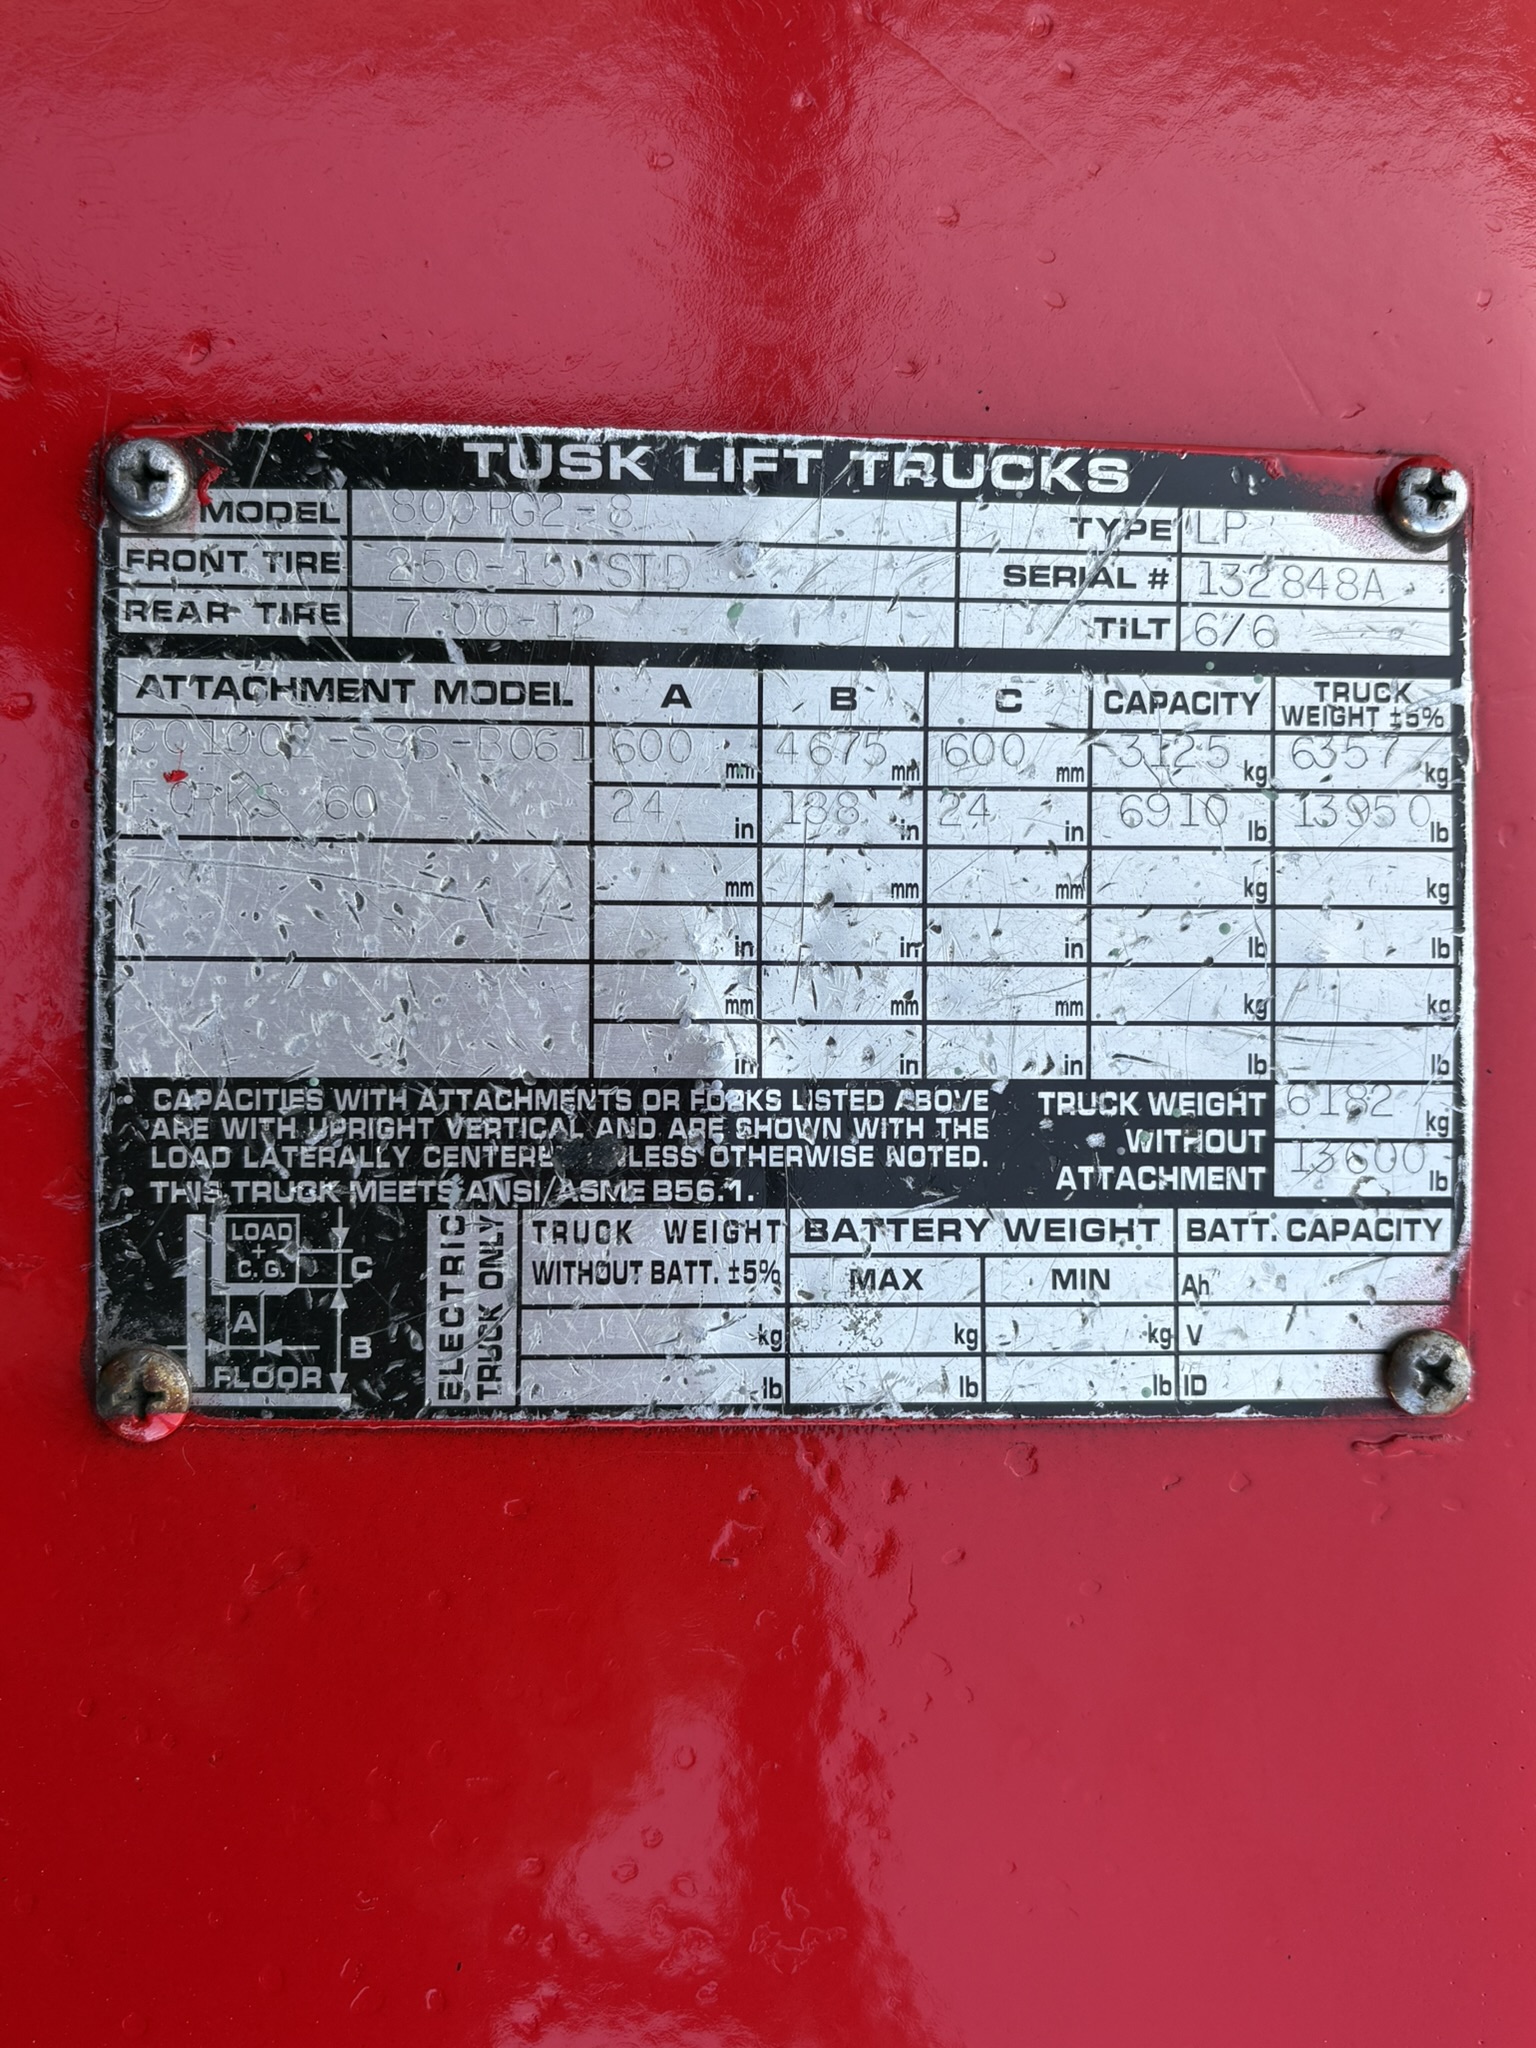 TUSK LIFT TRUCKS
MODEL 800PG2-8 TYPE LP
FRONT TIRE 250-15 STD SERIAL # 132848A
REAR TIRE 7.00-12 TILT 6/6
ATTACHMENT MODEL A B C CAPACITY TRUCK WEIGHT ±5%
-SSS-B061 600 mm 4675 mm 600 mm 3125 kg 6357 kg
FORKS 60 24 in 188 in 24 in 6910 lb lb
mm mm mm kg kg
in in in lb lb
mm mm mm kg kg
in in in lb lb
• CAPACITIES WITH ATTACHMENTS OR FORKS LISTED ABOVE
ARE WITH UPRIGHT VERTICAL AND ARE SHOWN WITH THE
LOAD LATERALLY CENTERE LESS OTHERWISE NOTED.
• THIS TRUCK MEETS ANSI/ASME B56.1.
TRUCK WEIGHT
WITHOUT
ATTACHMENT
6182 kg
13600 lb
LOAD
+
C.G.
C
A
B
FLOOR
ELECTRIC
TRUCK ONLY
TRUCK WEIGHT
WITHOUT BATT. ±5%
kg
lb
BATTERY WEIGHT
MAX MIN
kg kg
lb lb
BATT. CAPACITY
Ah
V
ID